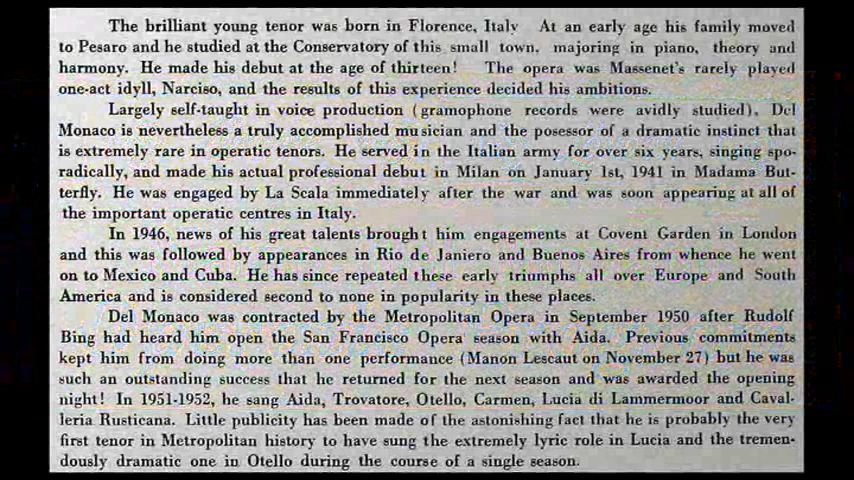 The brilliant young tenor was born in Florence, Italy At an early age his family moved
to Pesaro and he studied at the Conservatory of this small town, majoring in piano, theory and
harmony. He made his debut at the age of thirteen! The opera was Massenet's rarely played
one-act idyll, Narciso, and the results of this experience decided his ambitions.
Largely self-taught in voice production (gramophone records were avidly studied), Del
Monaco is nevertheless a truly accomplished musician and the posessor of a dramatic instinct that
is extremely rare in operatic tenors. He served in the Italian army for over six years, singing spo-
radically, and made his actual professional debut in Milan on January 1st, 1941 in Madama But-
terfly. He was engaged by La Scala immediately after the war and was soon appearing at all of
the important operatic centres in Italy.
In 1946, news of his great talents brought him engagements at Covent Garden in London
and this was followed by appearances in Rio de Janiero and Buenos Aires from whence he went
on to Mexico and Cuba. He has since repeated these early triumphs all over Europe and South
America and is considered second to none in popularity in these places.
Del Monaco was contracted by the Metropolitan Opera in September 1950 after Rudolf
Bing had heard him open the San Francisco Opera season with Aida. Previous commitments
kept him from doing more than one performance (Manon Lescaut on November 27) but he was
such an outstanding success that he returned for the next season and was awarded the opening
night! In 1951-1952, he sang Aida, Trovatore, Otello, Carmen, Lucia di Lammermoor and Caval-
leria Rusticana. Little publicity has been made of the astonishing fact that he is probably the very
first tenor in Metropolitan history to have sung the extremely lyric role in Lucia and the tremen-
dously dramatic one in Otello during the course of a single season.